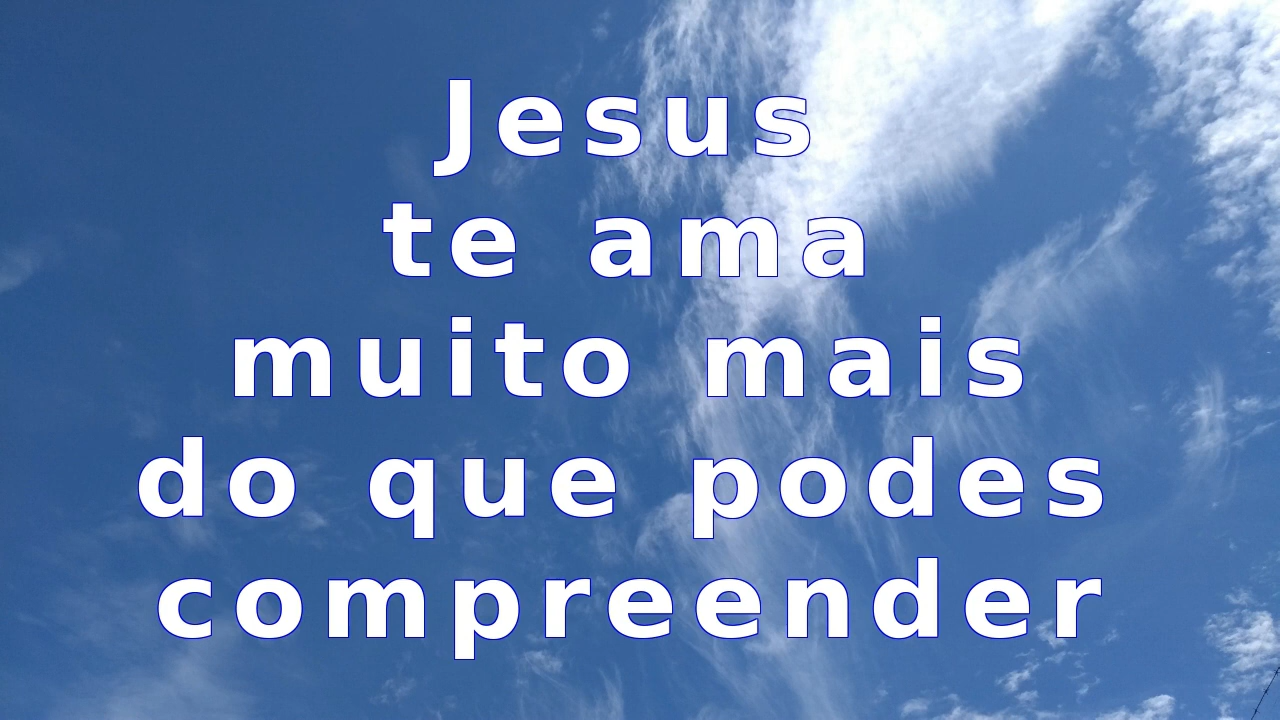 Jesus
te ama
muito mais
do que podes
compreender